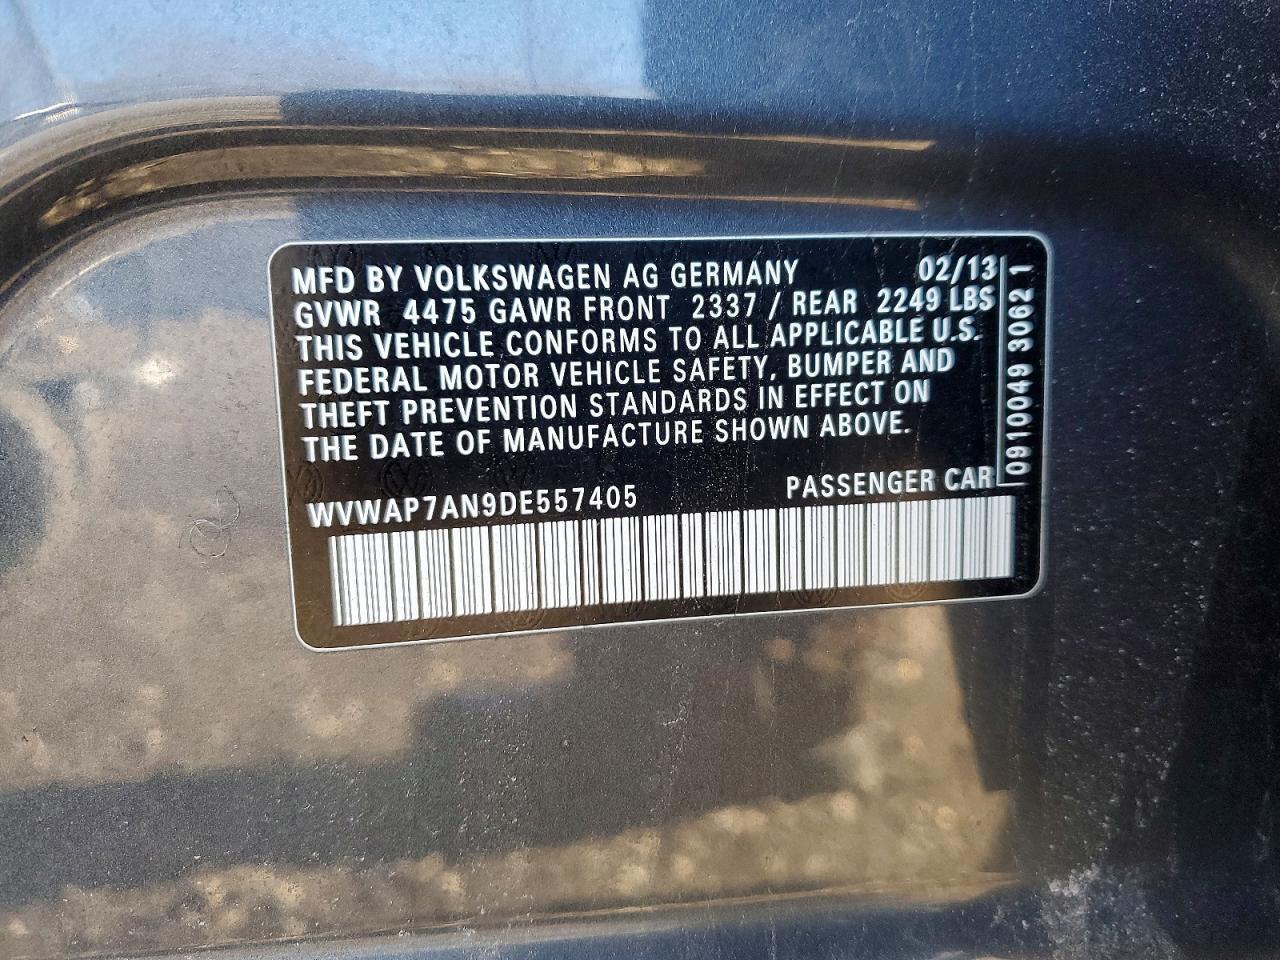 MFD BY VOLKSWAGEN AG GERMANY 02/13
GVWR 4475 GAWR FRONT 2337 / REAR 2249 LBS
THIS VEHICLE CONFORMS TO ALL APPLICABLE U.S.
FEDERAL MOTOR VEHICLE SAFETY, BUMPER AND
THEFT PREVENTION STANDARDS IN EFFECT ON
THE DATE OF MANUFACTURE SHOWN ABOVE.
WVWAP7AN9DE557405 PASSENGER CAR
0910049 3062 1